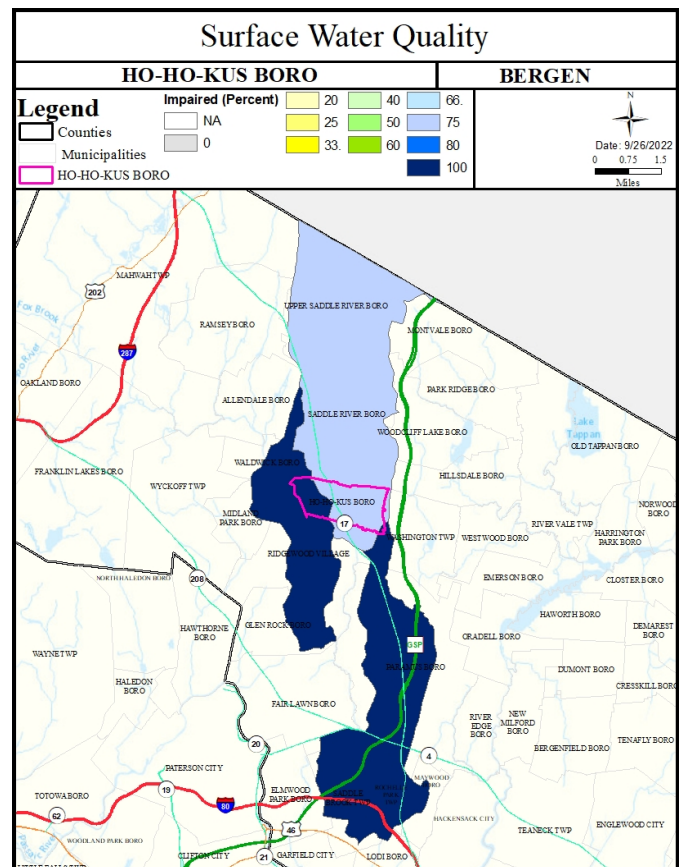 Surface Water Quality
HO-HO-KUS BORO
BERGEN
Legend
Counties
Municipalities
HO-HO-KUS BORO
Impaired (Percent)
NA
0
20
25
33.
40
50
60
66.
75
80
100
N
Date: 9/26/2022
0 0.75 1.5
Miles
MAHWAH TWP
202
Fox Brook
UPPER SADDLE RIVER BORO
RAMSEY BORO
MONTVALE BORO
287
OAKLAND BORO
ALLENDALE BORO
PARK RIDGE BORO
SADDLE RIVER BORO
Lake
Tappan
WOODCLIFF LAKE BORO
OLD TAPPAN BORO
FRANKLIN LAKES BORO
WALDWICK BORO
WYCKOFF TWP
HILLSDALE BORO
HO-HO-KUS BORO
NORWOOD
BORO
MIDLAND
PARK BORO
17
RIVER VALE TWP
HARRINGTON
PARK BORO
WASHINGTON TWP
WESTWOOD BORO
RIDGEWOOD VILLAGE
NORTH HALEDON BORO
208
EMERSON BORO
CLOSTER BORO
HAWORTH BORO
HAWTHORNE
BORO
GLEN ROCK BORO
DEMAREST
BORO
WAYNE TWP
GSP
ORADELL BORO
PARAMUS BORO
DUMONT BORO
HALEDON
BORO
CRESSKILL BORO
FAIR LAWN BORO
RIVER
EDGE
BORO
NEW
MILFORD
BORO
TENAFLY BORO
20
4
BERGENFIELD BORO
PATERSON CITY
MAYWOOD
BORO
TOTOWA BORO
19
ELMWOOD
PARK BORO
SADDLE
BROOK TWP
80
62
HACKENSACK CITY
ENGLEWOOD CITY
TEANECK TWP
46
WOODLAND PARK BORO
CLIFTON CITY
21
GARFIELD CITY
LODI BORO